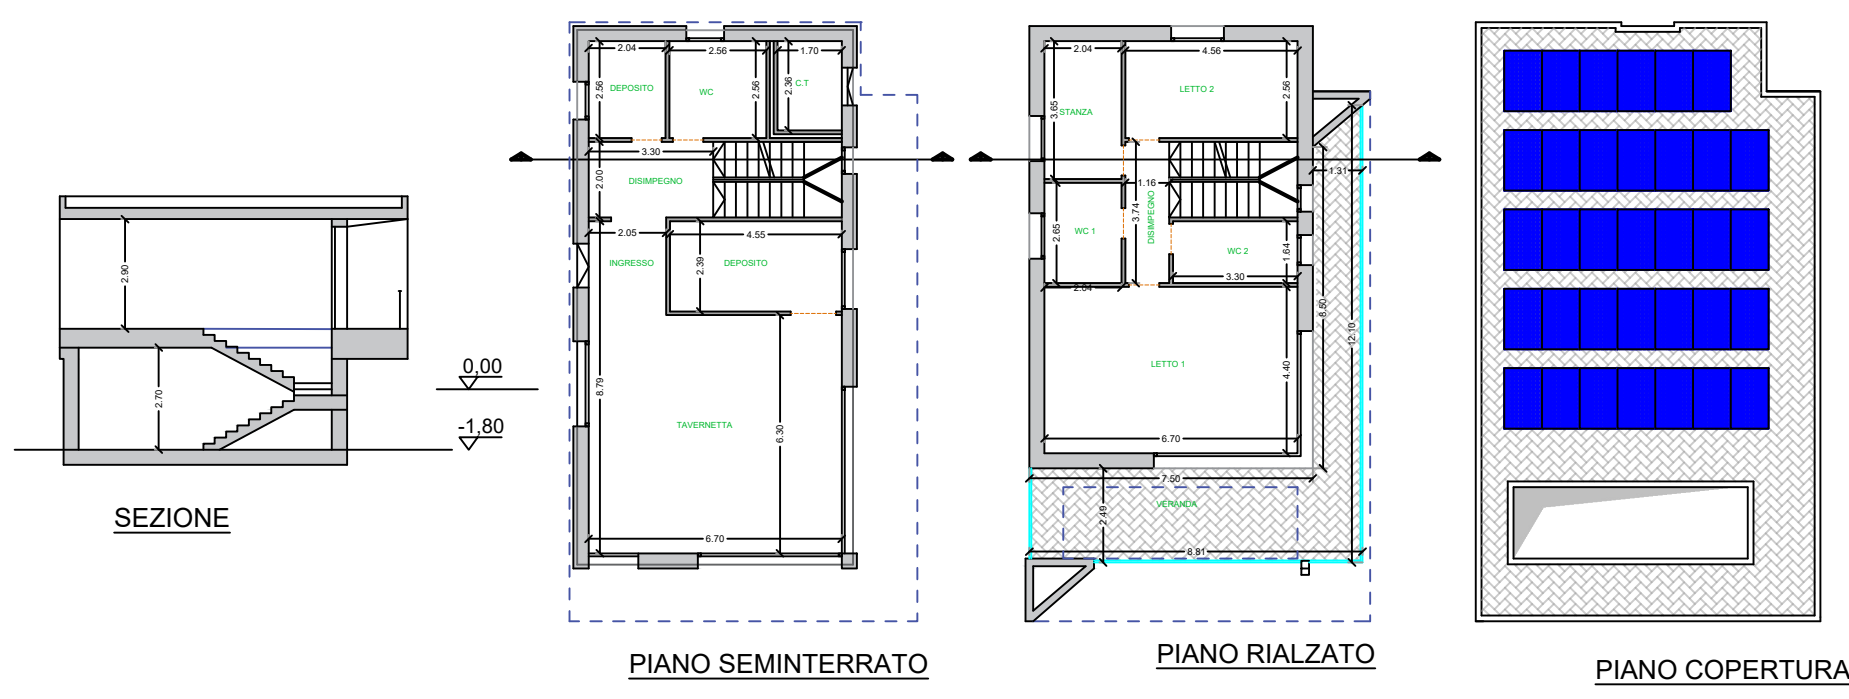 2.90
2.70
0,00
-1,80
SEZIONE
2.04
2.56
1.70
2.56
2.56
2.36
DEPOSITO
WC
C.T
3.30
2.00
DISIMPEGNO
2.05
4.55
INGRESSO
2.39
DEPOSITO
8.79
TAVERNETTA
6.30
6.70
PIANO SEMINTERRATO
2.04
4.56
3.65
STANZA
LETTO 2
2.56
1.31
1.16
3.74
DISIMPEGNO
2.65
WC 1
WC 2
1.64
3.30
2.04
8.50
12.10
LETTO 1
4.40
6.70
7.50
2.49
VERANDA
8.81
PIANO RIALZATO
PIANO COPERTURA